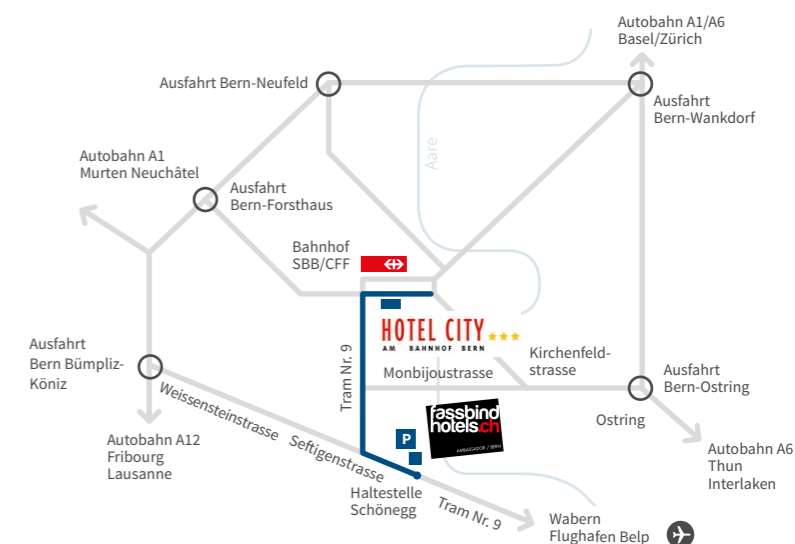 Autobahn A1/A6
Basel/Zürich
Ausfahrt Bern-Neufeld
Ausfahrt
Bern-Wankdorf
Aare
Autobahn A1
Murten Neuchâtel
Ausfahrt
Bern-Forsthaus
Bahnhof
SBB/CFF
HOTEL CITY
AM BAHNHOF BERN
Tram Nr. 9
Kirchenfeld-
strasse
Monbijoustrasse
Ausfahrt
Bern Bümpliz-
Köniz
Ausfahrt
Bern-Ostring
Weissensteinstrasse
Seftigenstrasse
fassbind
hotels.ch
AMBASSADOR / BERN
Ostring
P
Autobahn A12
Fribourg
Lausanne
Autobahn A6
Thun
Interlaken
Haltestelle
Schönegg
Tram Nr. 9
Wabern
Flughafen Belp